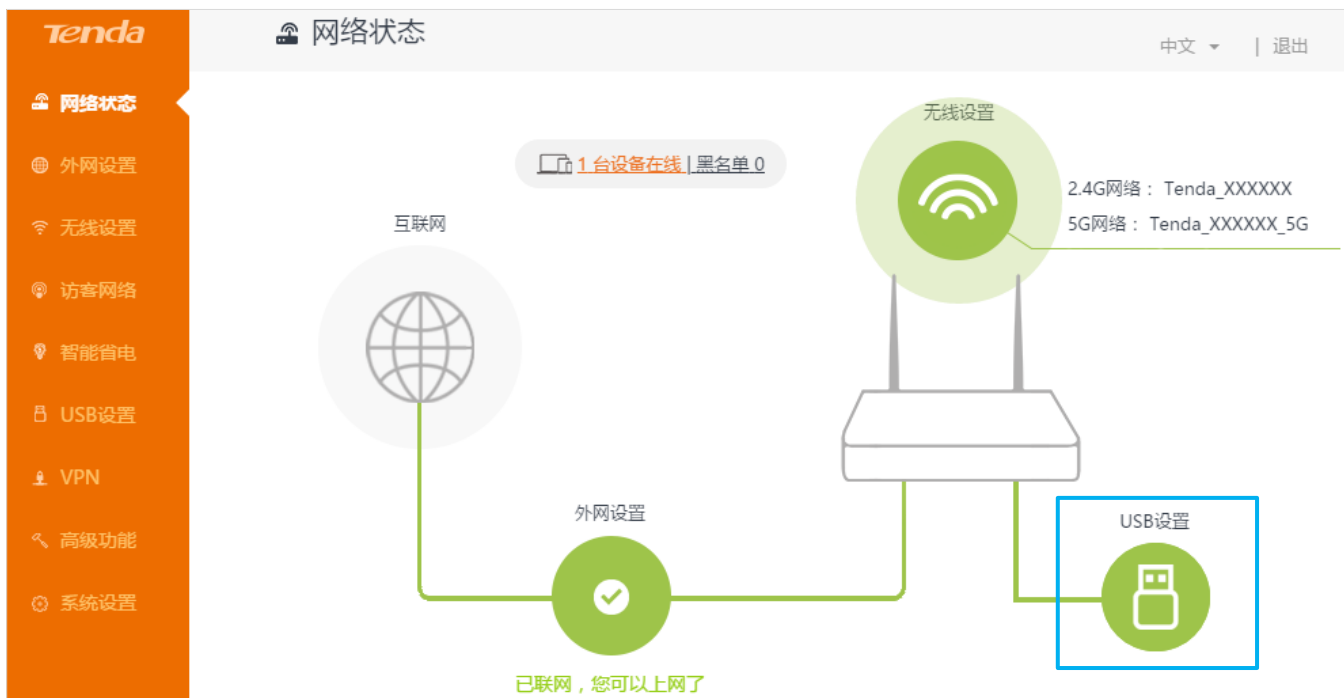 Tenda
网络状态
外网设置
无线设置
访客网络
智能省电
USB设置
VPN
高级功能
系统设置
网络状态
中文 | 退出
1 台设备在线 | 黑名单 0
无线设置
2.4G网络： Tenda_XXXXXX
5G网络： Tenda_XXXXXX_5G
互联网
外网设置
USB设置
已联网，您可以上网了